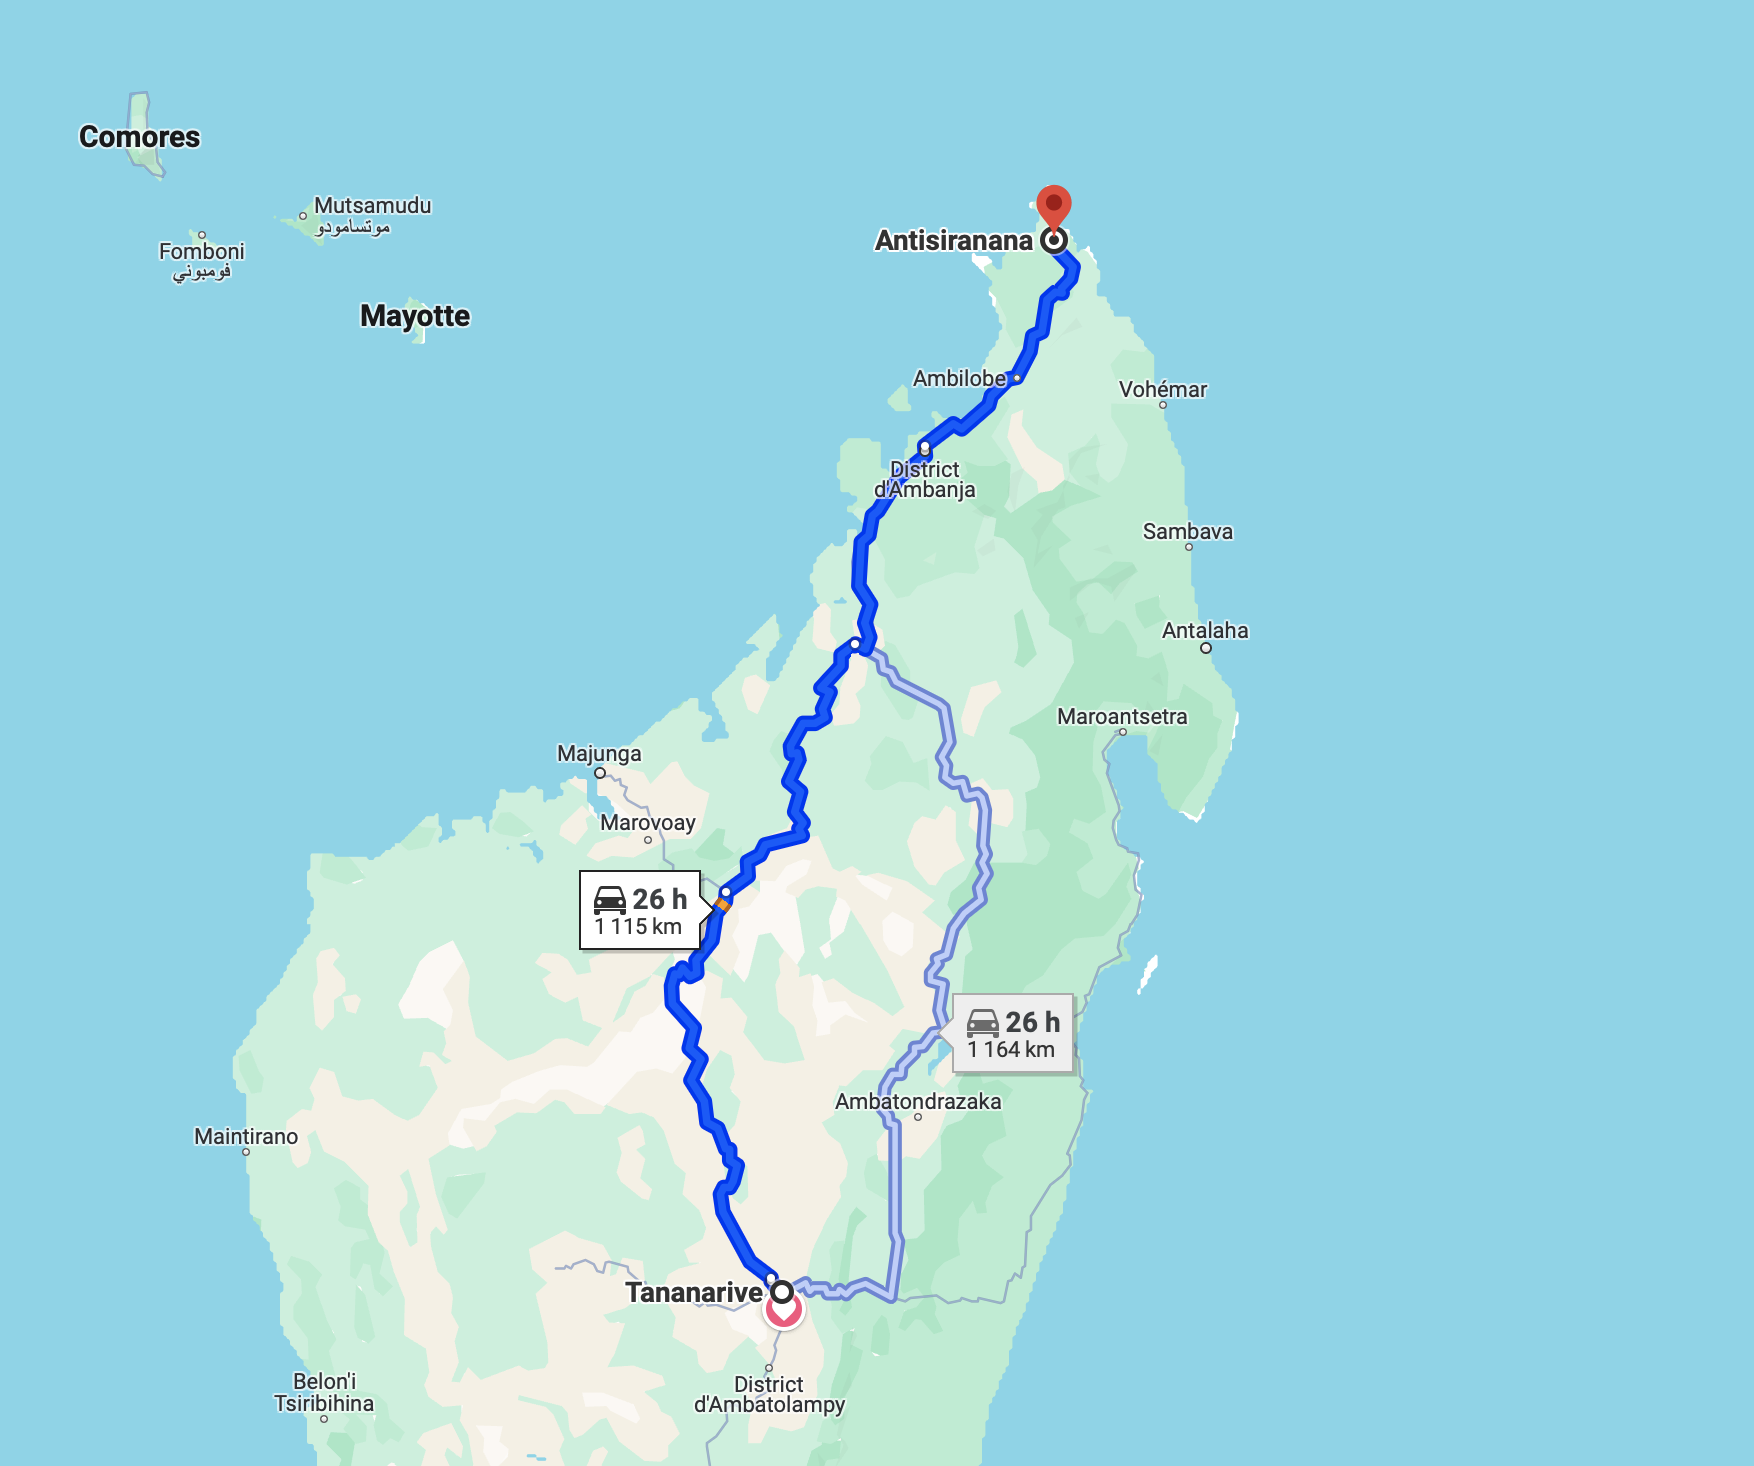 Comores
Mutsamudu
موتسامودو
Fomboni
فومبوني
Antisiranana
Mayotte
Ambilobe
Vohémar
District
d'Ambanja
Sambava
Antalaha
Maroantsetra
Majunga
Marovoay
26 h
1 115 km
26 h
1 164 km
Ambatondrazaka
Maintirano
Tananarive
Belon'i
Tsiribihina
District
d'Ambatolampy